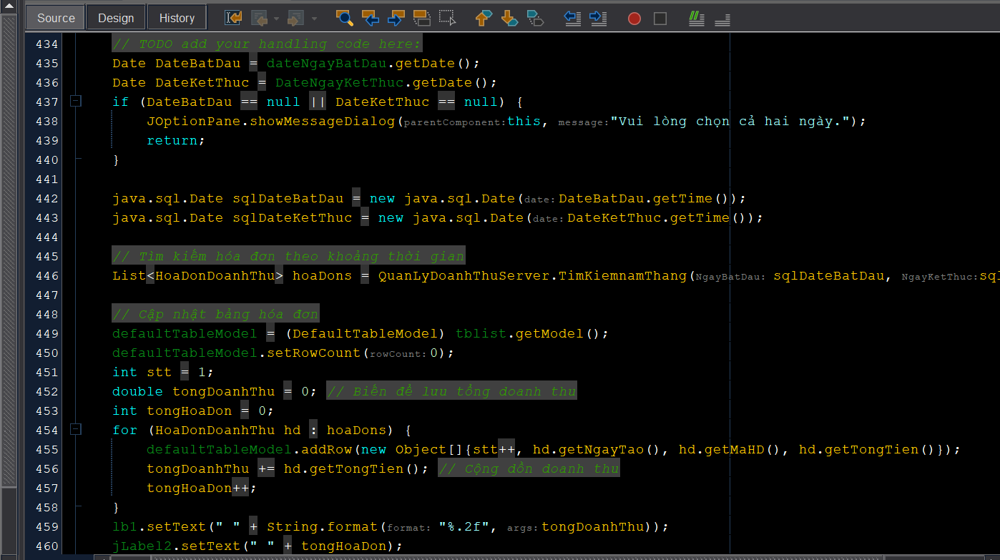 Source Design History
434 // TODO add your handling code here:
435 Date DateBatDau = dateNgayBatDau.getDate();
436 Date DateKetThuc = DateNgayKetThuc.getDate();
437 if (DateBatDau == null || DateKetThuc == null) {
438 JOptionPane.showMessageDialog(parentComponent: this, message: "Vui lòng chọn cả hai ngày.");
439 return;
440 }
441
442 java.sql.Date sqlDateBatDau = new java.sql.Date(date: DateBatDau.getTime());
443 java.sql.Date sqlDateKetThuc = new java.sql.Date(date: DateKetThuc.getTime());
444
445 // Tìm kiếm hóa đơn theo khoảng thời gian
446 List<HoaDonDoanhThu> hoaDons = QuanLyDoanhThuServer.TimKiemnamThang(NgayBatDau: sqlDateBatDau, NgayKetThuc: sql
447
448 // Cập nhật bảng hóa đơn
449 defaultTableModel = (DefaultTableModel) tblist.getModel();
450 defaultTableModel.setRowCount(rowCount: 0);
451 int stt = 1;
452 double tongDoanhThu = 0; // Biến để lưu tổng doanh thu
453 int tongHoaDon = 0;
454 for (HoaDonDoanhThu hd : hoaDons) {
455 defaultTableModel.addRow(new Object[]{stt++, hd.getNgayTao(), hd.getMaHD(), hd.getTongTien()});
456 tongDoanhThu += hd.getTongTien(); // Cộng dồn doanh thu
457 tongHoaDon++;
458 }
459 lb1.setText(" " + String.format(format: "%.2f", args: tongDoanhThu));
460 jLabel2.setText(" " + tongHoaDon);